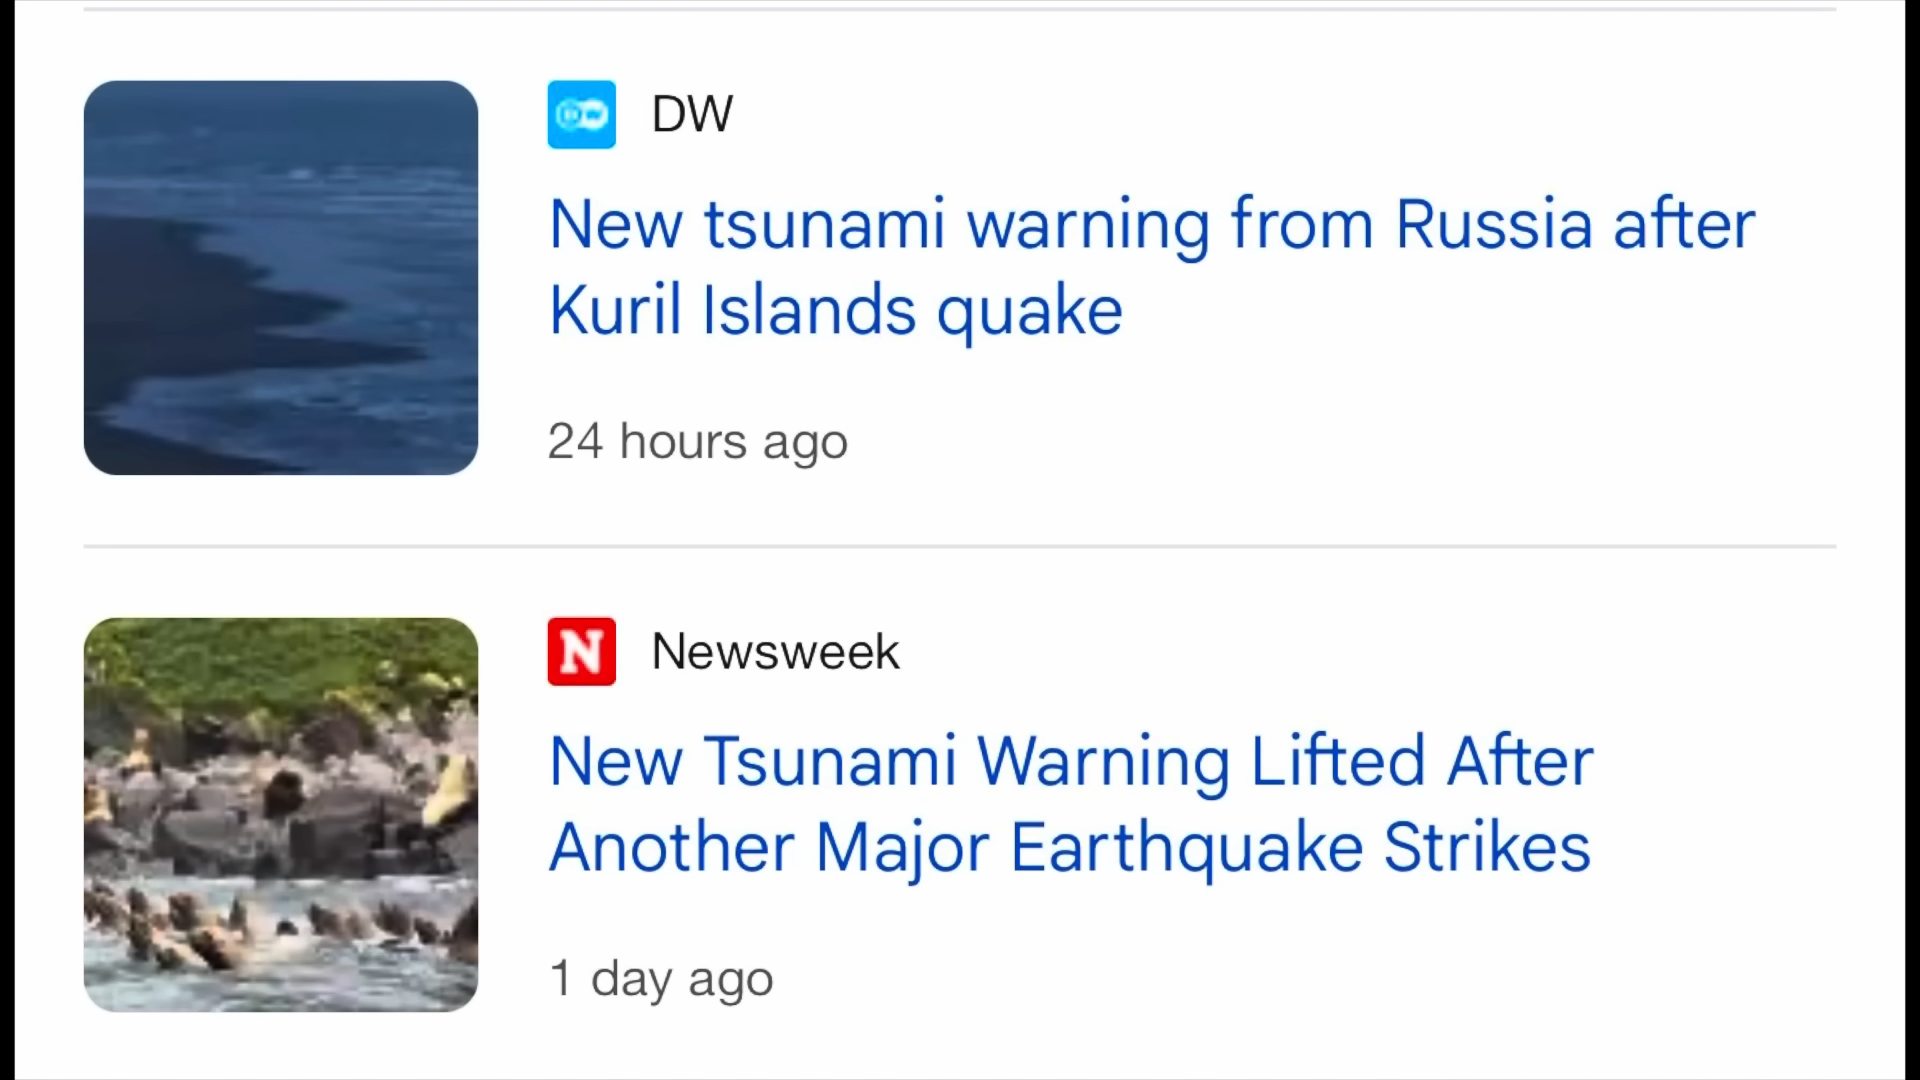 DW
New tsunami warning from Russia after
Kuril Islands quake
24 hours ago
N
Newsweek
New Tsunami Warning Lifted After
Another Major Earthquake Strikes
1 day ago